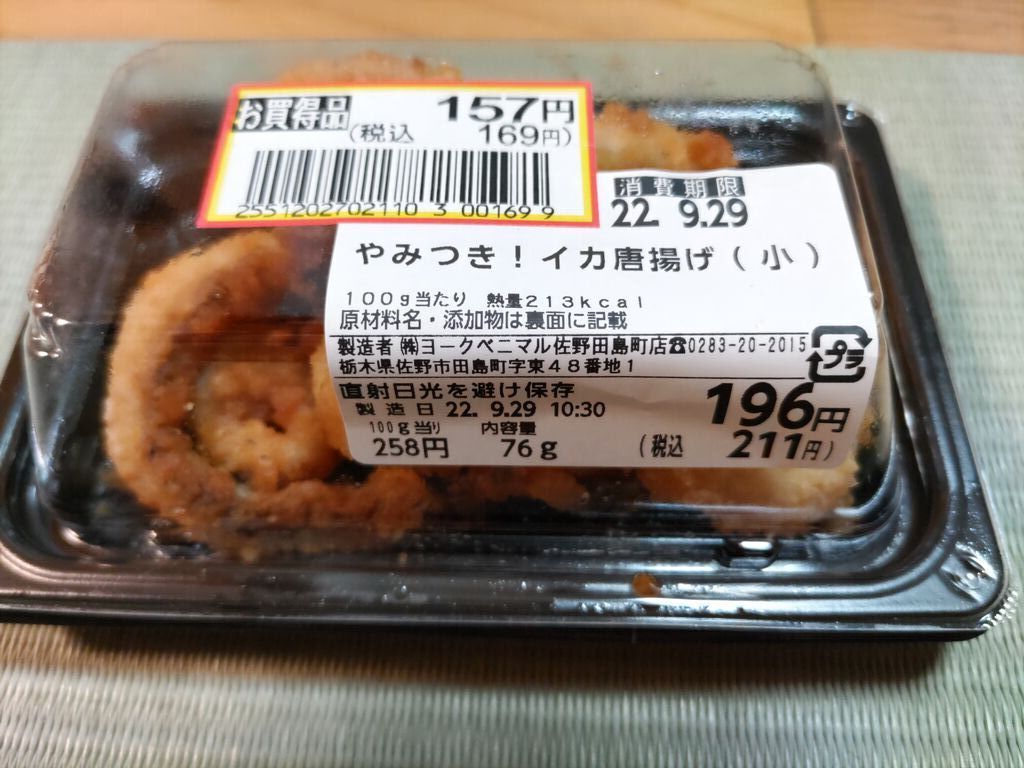 お買得品 157円
(税込 169円)
2551202702110 3 00169 9
消費期限
22. 9.29
やみつき!イカ唐揚げ(小)
100g当たり 熱量213kcal
原材料名・添加物は裏面に記載
製造者 ㈱ヨークベニマル佐野田島町店☎0283-20-2015
栃木県佐野市田島町字東48番地1
プラ
直射日光を避け保存
製造日 22. 9.29 10:30
196円
100g当り 内容量
258円 76g (税込 211円)